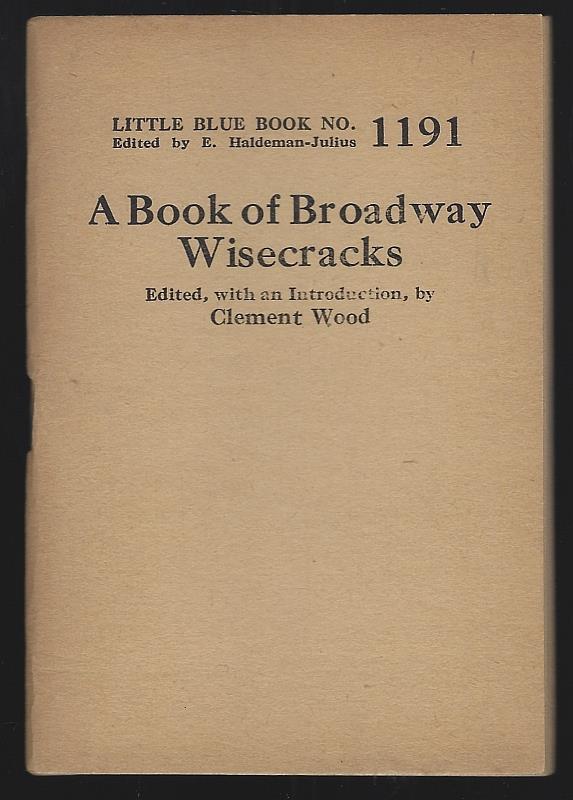 LITTLE BLUE BOOK NO. 1191
Edited by E. Haldeman-Julius
A Book of Broadway
Wisecracks
Edited, with an Introduction, by
Clement Wood